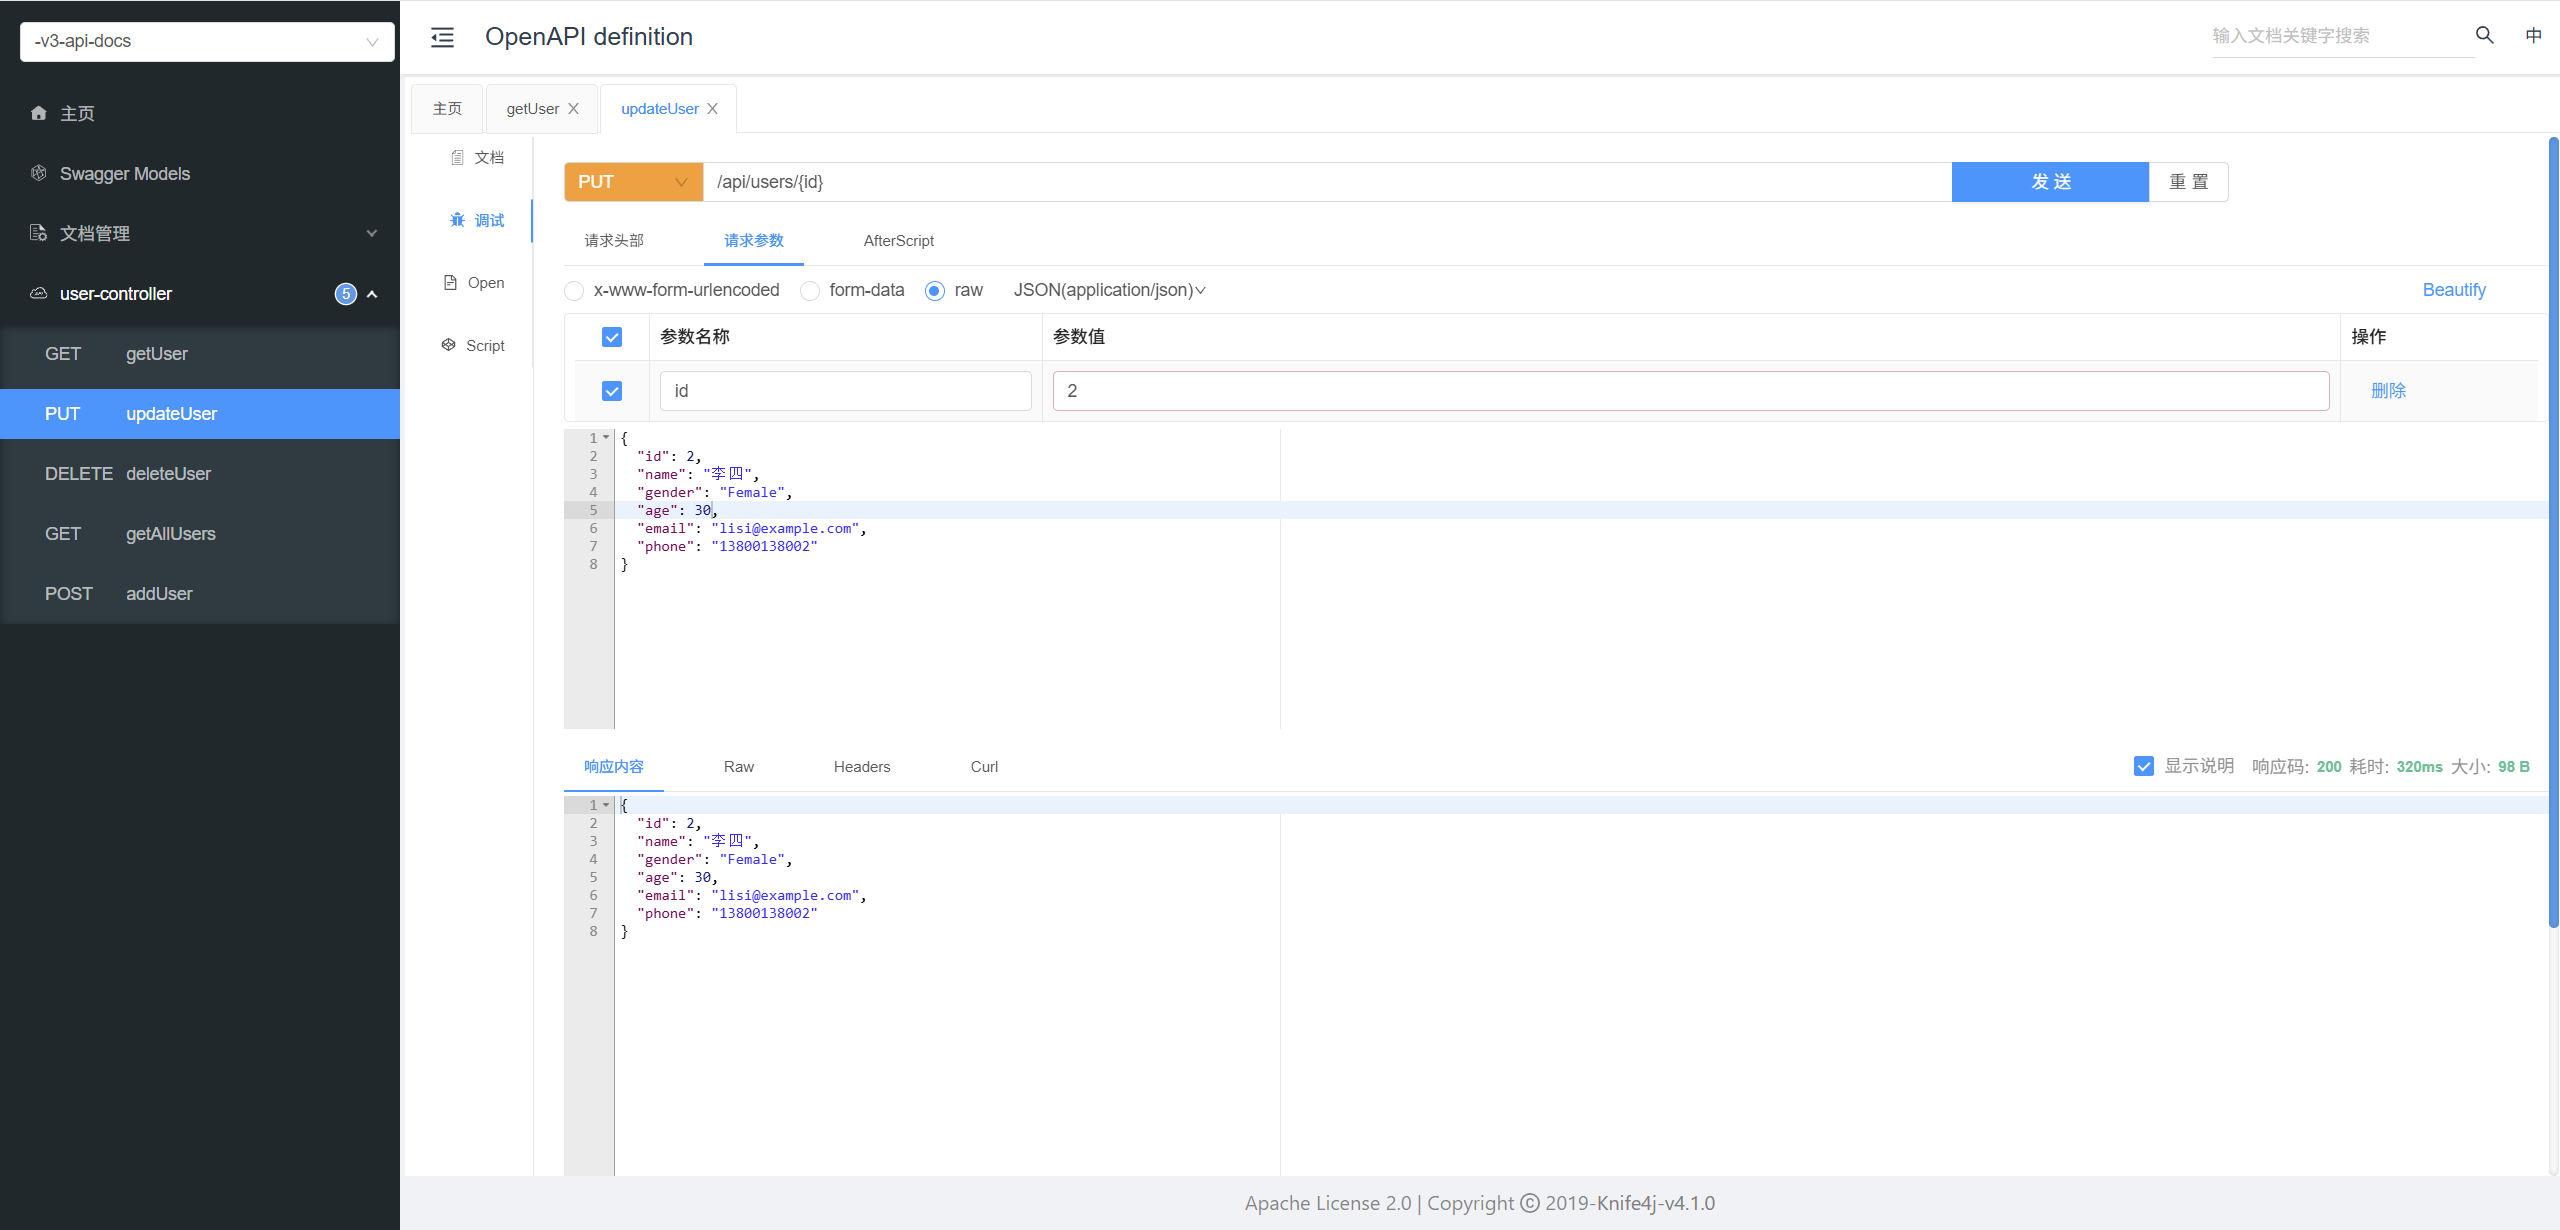 -v3-api-docs
主页
Swagger Models
文档管理
user-controller 5
GET getUser
PUT updateUser
DELETE deleteUser
GET getAllUsers
POST addUser
OpenAPI definition
输入文档关键字搜索
中
主页 getUser updateUser
文档
调试
Open
Script
PUT /api/users/{id} 发 送 重 置
请求头部 请求参数 AfterScript
x-www-form-urlencoded form-data raw JSON(application/json) Beautify
参数名称 参数值 操作
id 2 删除
1 {
2 "id": 2,
3 "name": "李四",
4 "gender": "Female",
5 "age": 30,
6 "email": "lisi@example.com",
7 "phone": "13800138002"
8 }
响应内容 Raw Headers Curl 显示说明 响应码: 200 耗时: 320ms 大小: 98 B
1 {
2 "id": 2,
3 "name": "李四",
4 "gender": "Female",
5 "age": 30,
6 "email": "lisi@example.com",
7 "phone": "13800138002"
8 }
Apache License 2.0 | Copyright © 2019-Knife4j-v4.1.0